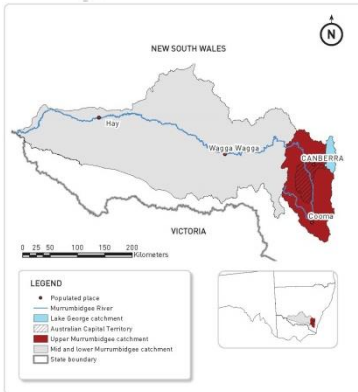 N
NEW SOUTH WALES
Hay
Wagga Wagga
CANBERRA
Cooma
VICTORIA
0 25 50 100 150 200
Kilometers
LEGEND
Populated place
Murrumbidgee River
Lake George catchment
Australian Capital Territory
Upper Murrumbidgee catchment
Mid and lower Murrumbidgee catchment
State boundary